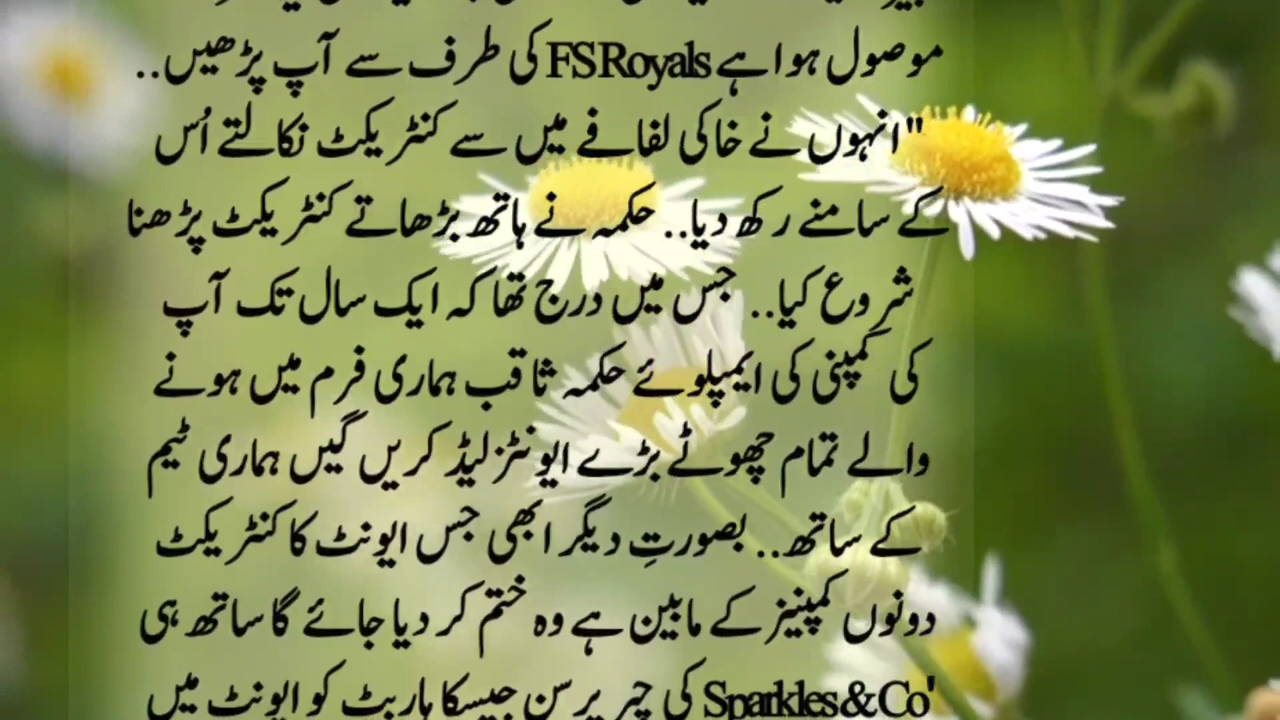 موصول ہوا ہے FS Royals کی طرف سے آپ پڑھیں..
"انہوں نے خاکی لفافے میں سے کنٹریکٹ نکالتے اُس
کے سامنے رکھ دیا.. حکمہ نے ہاتھ بڑھاتے کنٹریکٹ پڑھنا
شروع کیا.. جس میں درج تھا کہ ایک سال تک آپ
کی کمپنی کی ایمپلوئے حکمہ ثاقب ہماری فرم میں ہونے
والے تمام چھوٹے بڑے ایونٹز لیڈ کریں گیں ہماری ٹیم
کے ساتھ.. بصورتِ دیگر ابھی جس ایونٹ کا کنٹریکٹ
دونوں کمپنیز کے مابین ہے وہ ختم کر دیا جائے گا ساتھ ہی
'Sparkles & Co کی چیر پرسن جیسکا ہاربٹ کو ایونٹ میں